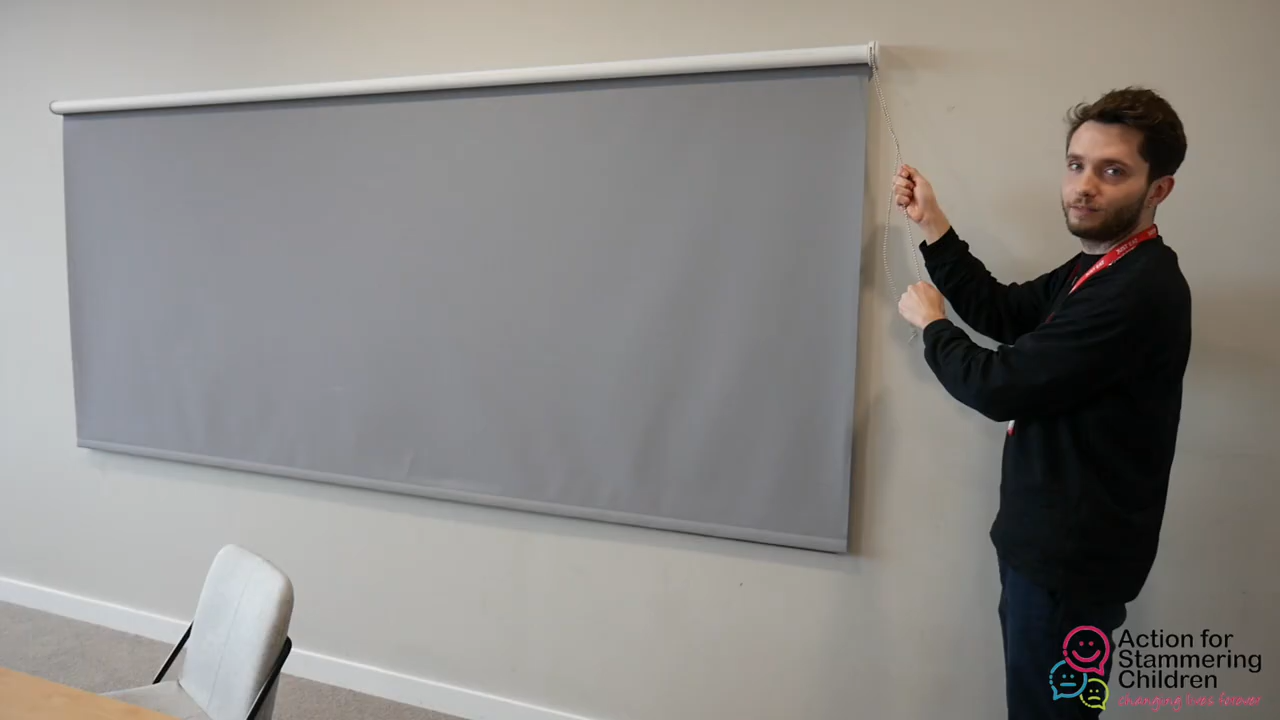 Action for
Stammering
Children
changing lives forever